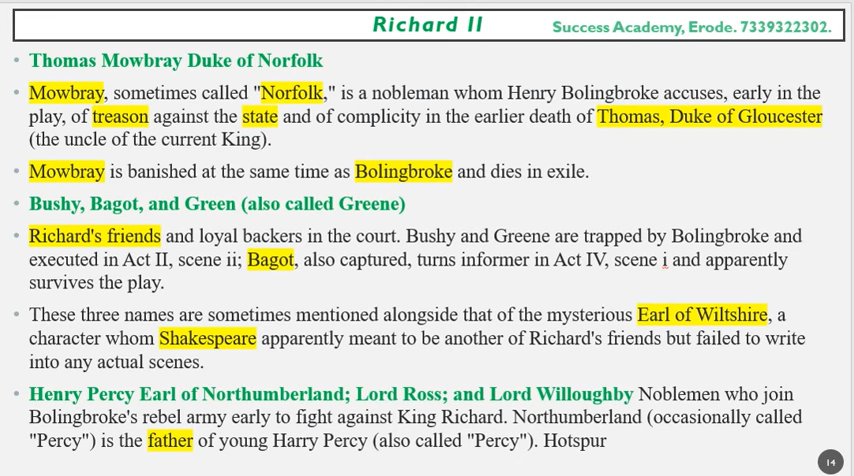 Richard II
Success Academy, Erode. 7339322302.
• Thomas Mowbray Duke of Norfolk
• Mowbray, sometimes called "Norfolk," is a nobleman whom Henry Bolingbroke accuses, early in the
play, of treason against the state and of complicity in the earlier death of Thomas, Duke of Gloucester
(the uncle of the current King).
• Mowbray is banished at the same time as Bolingbroke and dies in exile.
• Bushy, Bagot, and Green (also called Greene)
• Richard's friends and loyal backers in the court. Bushy and Greene are trapped by Bolingbroke and
executed in Act II, scene ii; Bagot, also captured, turns informer in Act IV, scene i and apparently
survives the play.
• These three names are sometimes mentioned alongside that of the mysterious Earl of Wiltshire, a
character whom Shakespeare apparently meant to be another of Richard's friends but failed to write
into any actual scenes.
• Henry Percy Earl of Northumberland; Lord Ross; and Lord Willoughby Noblemen who join
Bolingbroke's rebel army early to fight against King Richard. Northumberland (occasionally called
"Percy") is the father of young Harry Percy (also called "Percy"). Hotspur
14